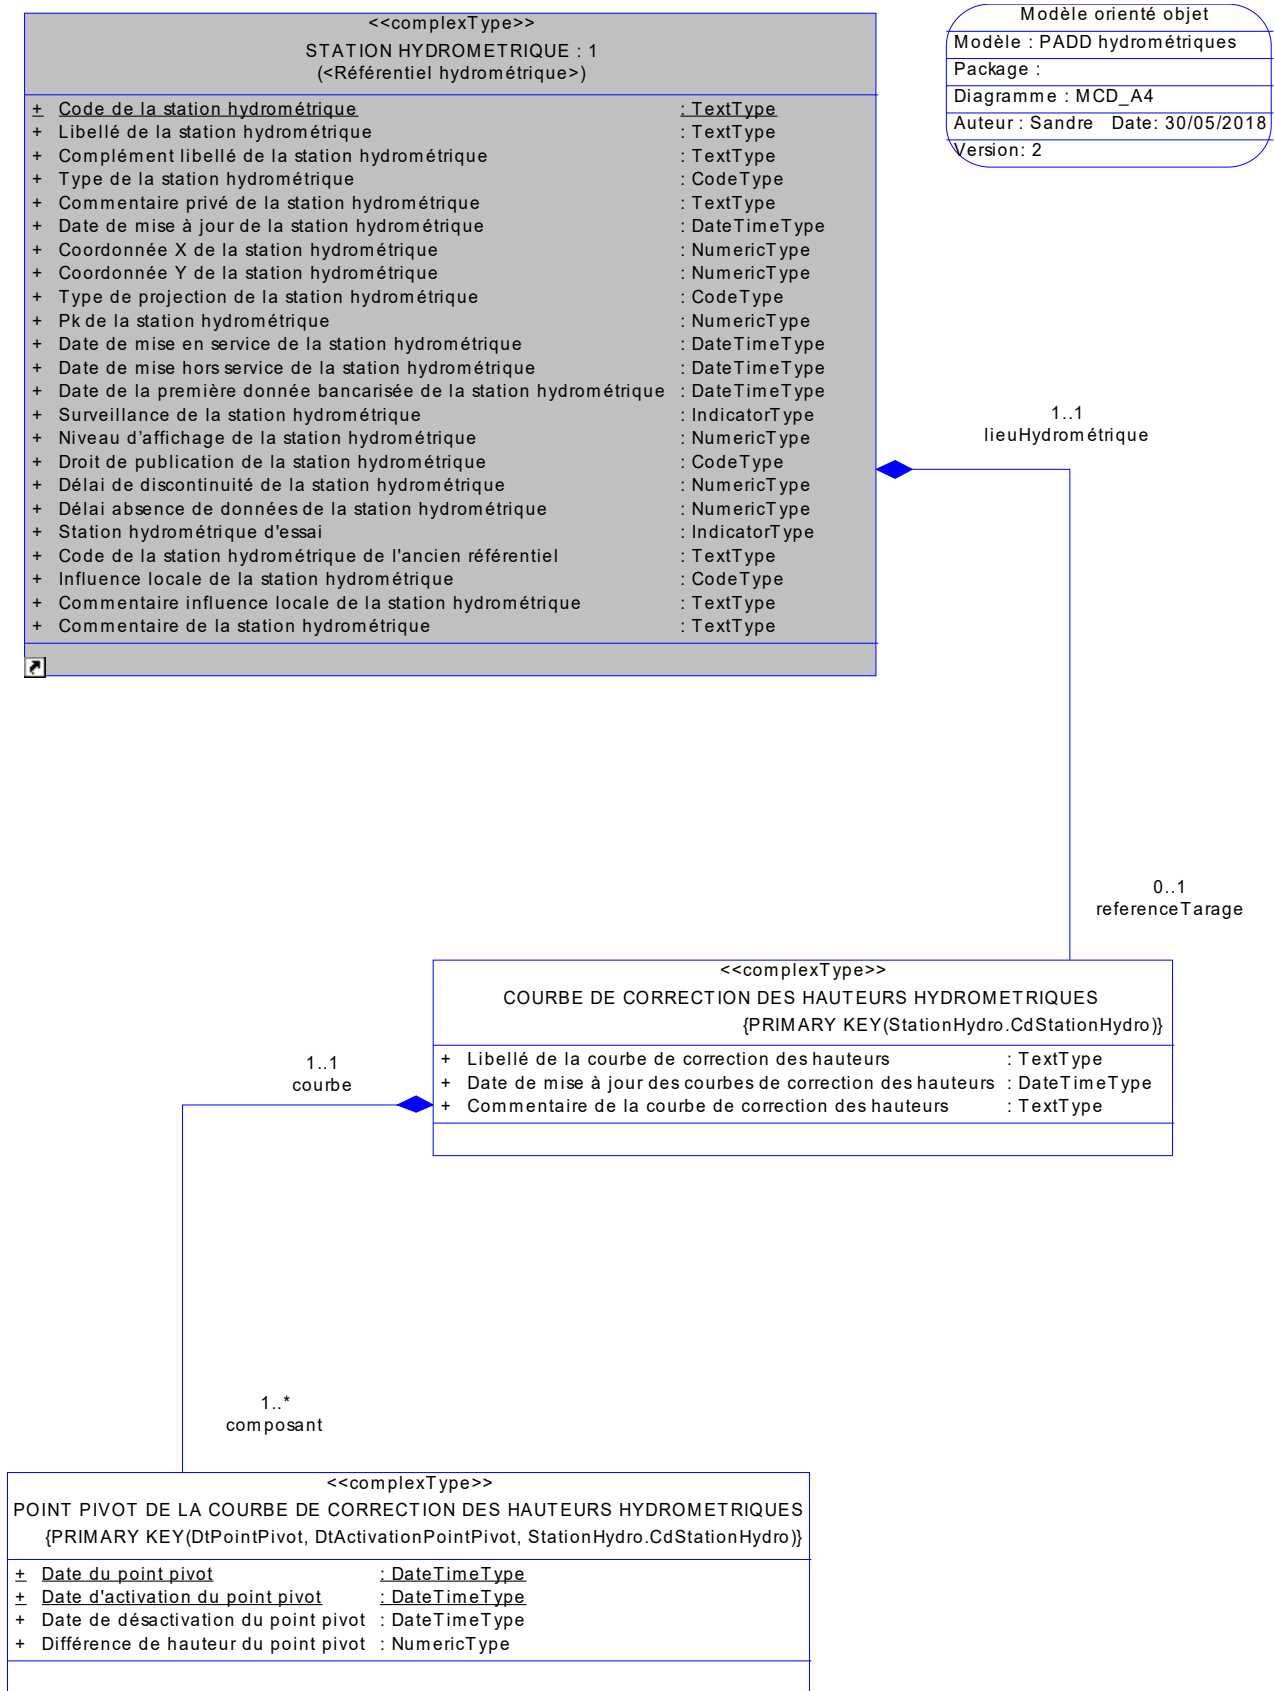 <<complexType>>
STATION HYDROMETRIQUE : 1
(<Référentiel hydrométrique>)
+ Code de la station hydrométrique : TextType
+ Libellé de la station hydrométrique : TextType
+ Complément libellé de la station hydrométrique : TextType
+ Type de la station hydrométrique : CodeType
+ Commentaire privé de la station hydrométrique : TextType
+ Date de mise à jour de la station hydrométrique : DateTimeType
+ Coordonnée X de la station hydrométrique : NumericType
+ Coordonnée Y de la station hydrométrique : NumericType
+ Type de projection de la station hydrométrique : CodeType
+ Pk de la station hydrométrique : NumericType
+ Date de mise en service de la station hydrométrique : DateTimeType
+ Date de mise hors service de la station hydrométrique : DateTimeType
+ Date de la première donnée bancarisée de la station hydrométrique : DateTimeType
+ Surveillance de la station hydrométrique : IndicatorType
+ Niveau d'affichage de la station hydrométrique : NumericType
+ Droit de publication de la station hydrométrique : CodeType
+ Délai de discontinuité de la station hydrométrique : NumericType
+ Délai absence de données de la station hydrométrique : NumericType
+ Station hydrométrique d'essai : IndicatorType
+ Code de la station hydrométrique de l'ancien référentiel : TextType
+ Influence locale de la station hydrométrique : CodeType
+ Commentaire influence locale de la station hydrométrique : TextType
+ Commentaire de la station hydrométrique : TextType
Modèle orienté objet
Modèle : PADD hydrométriques
Package :
Diagramme : MCD_A4
Auteur : Sandre Date: 30/05/2018
Version: 2
1..1
lieuHydrométrique
0..1
referenceTarage
<<complexType>>
COURBE DE CORRECTION DES HAUTEURS HYDROMETRIQUES
{PRIMARY KEY(StationHydro.CdStationHydro)}
+ Libellé de la courbe de correction des hauteurs : TextType
+ Date de mise à jour des courbes de correction des hauteurs : DateTimeType
+ Commentaire de la courbe de correction des hauteurs : TextType
1..1
courbe
1..*
composant
<<complexType>>
POINT PIVOT DE LA COURBE DE CORRECTION DES HAUTEURS HYDROMETRIQUES
{PRIMARY KEY(DtPointPivot, DtActivationPointPivot, StationHydro.CdStationHydro)}
+ Date du point pivot : DateTimeType
+ Date d'activation du point pivot : DateTimeType
+ Date de désactivation du point pivot : DateTimeType
+ Différence de hauteur du point pivot : NumericType